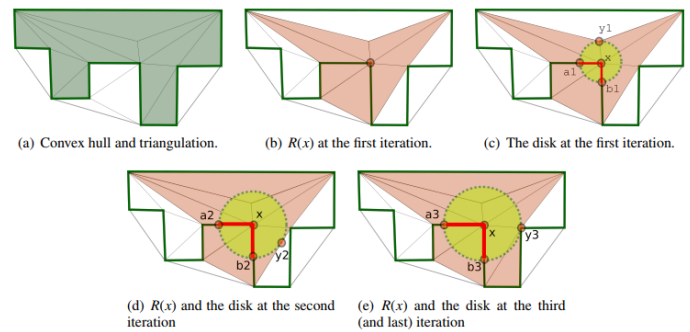 (a) Convex hull and triangulation.
(b) R(x) at the first iteration.
y1
x
a1
b1
(c) The disk at the first iteration.
a2
x
b2
y2
(d) R(x) and the disk at the second
iteration
a3
x
b3
y3
(e) R(x) and the disk at the third
(and last) iteration